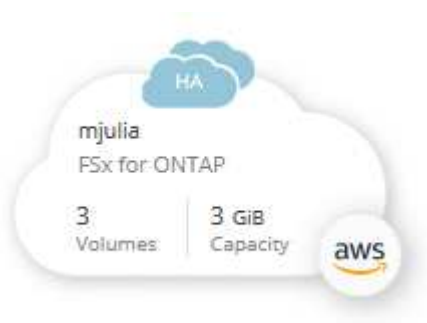 HA
mjulia
FSx for ONTAP
3 3 GiB
Volumes Capacity
aws